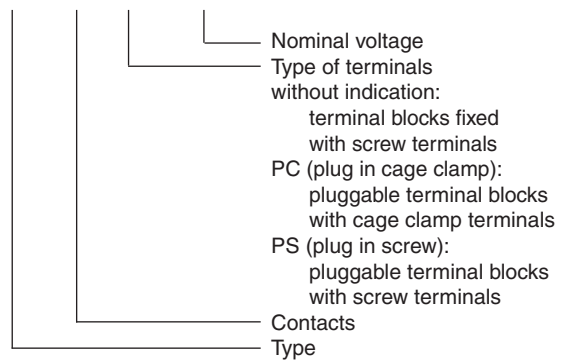 Nominal voltage
Type of terminals
without indication:
terminal blocks fixed
with screw terminals
PC (plug in cage clamp):
pluggable terminal blocks
with cage clamp terminals
PS (plug in screw):
pluggable terminal blocks
with screw terminals
Contacts
Type